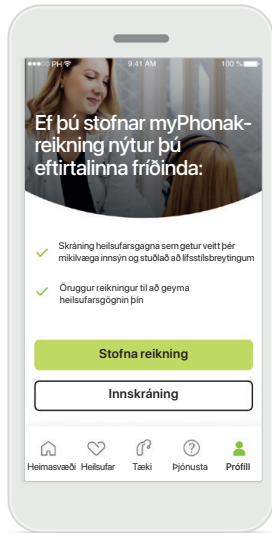 PH 9.41 AM 100 %
Ef þú stofnar myPhonak-
reikning nýtur þú
eftirtalinna fríðinda:
Skráning heilsufarsgagna sem getur veitt þér
mikilvæga innsýn og stuðlað að lífsstílsbreytingum
Öruggur reikningur til að geyma
heilsufarsgögnin þín
Stofna reikning
Innskráning
Heimasvæði Heilsufar Tæki Þjónusta Prófíll